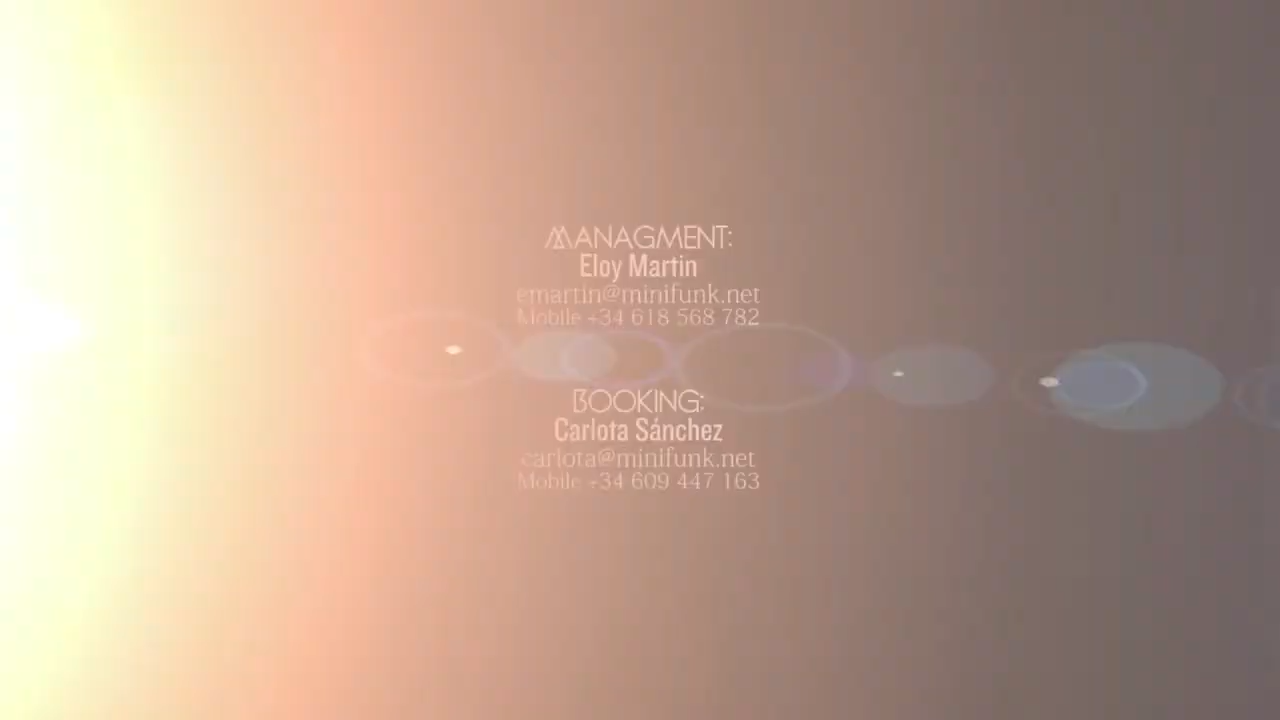 MANAGMENT:
Eloy Martin
emartin@minifunk.net
Mobile +34 618 568 782
BOOKING:
Carlota Sánchez
carlota@minifunk.net
Mobile +34 609 447 163